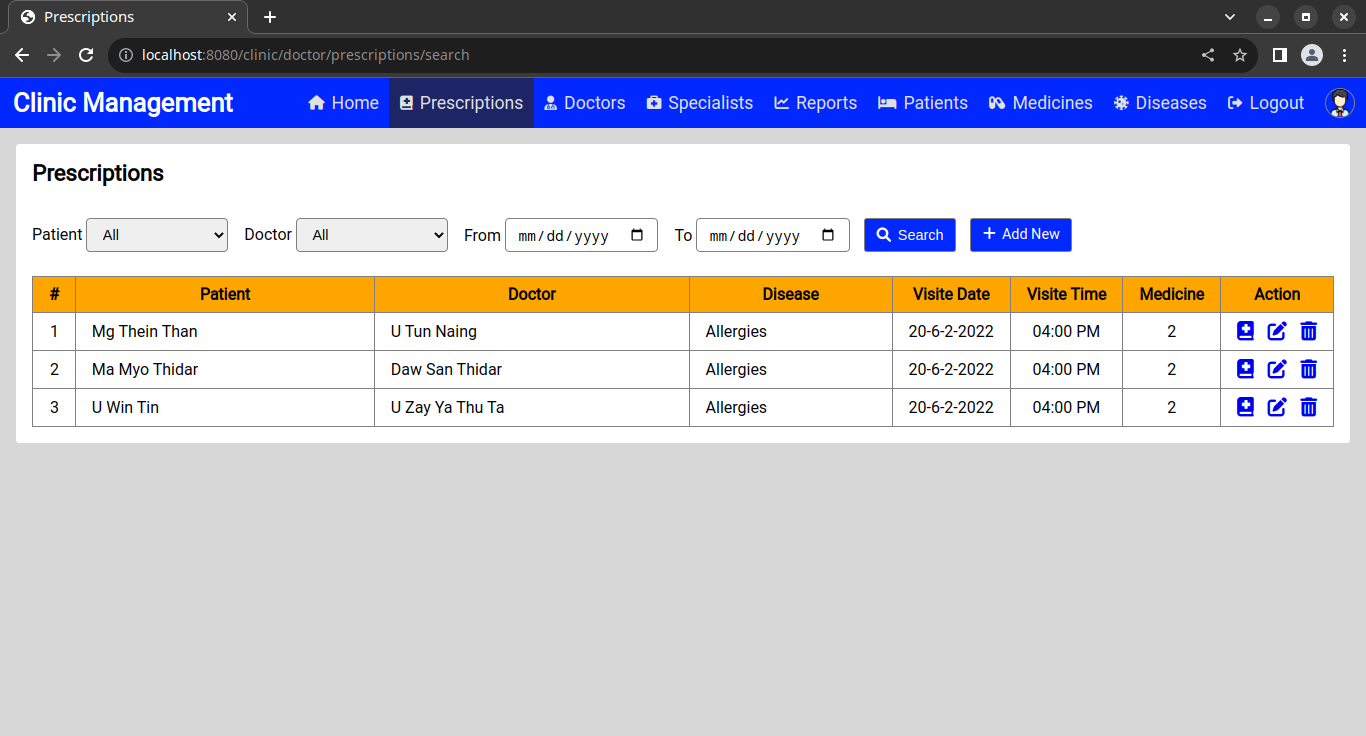 Prescriptions
localhost:8080/clinic/doctor/prescriptions/search
Clinic Management Home Prescriptions Doctors Specialists Reports Patients Medicines Diseases Logout
Prescriptions
Patient All Doctor All From mm/dd/yyyy To mm/dd/yyyy Search Add New
# Patient Doctor Disease Visite Date Visite Time Medicine Action
1 Mg Thein Than U Tun Naing Allergies 20-6-2-2022 04:00 PM 2
2 Ma Myo Thidar Daw San Thidar Allergies 20-6-2-2022 04:00 PM 2
3 U Win Tin U Zay Ya Thu Ta Allergies 20-6-2-2022 04:00 PM 2